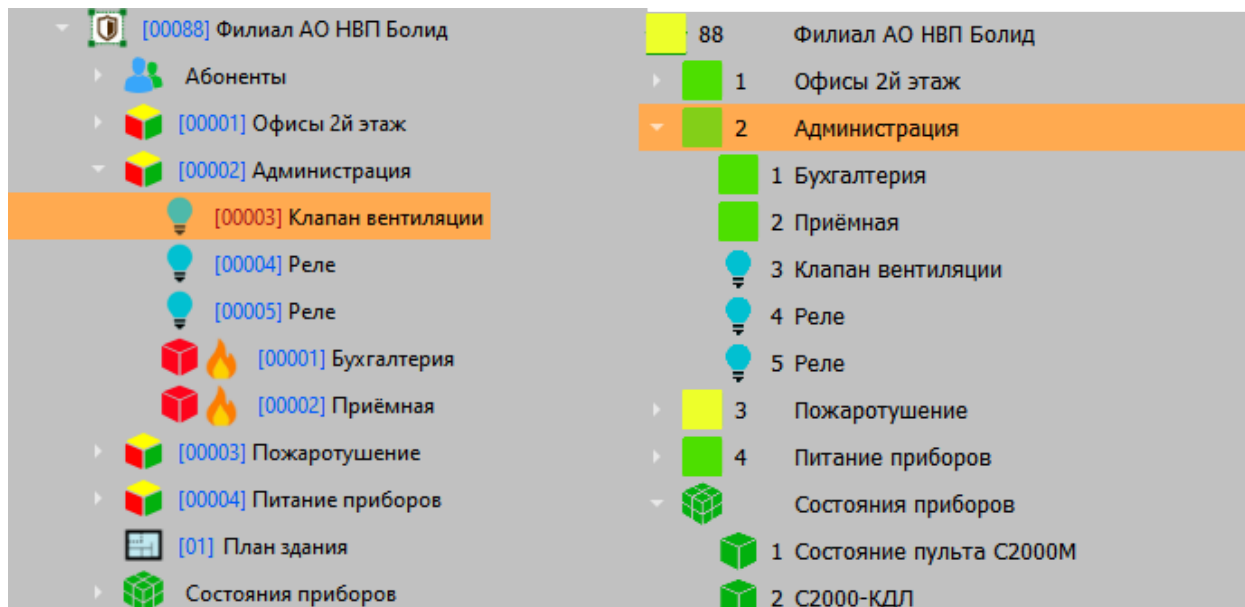 [00088] Филиал АО НВП Болид
Абоненты
[00001] Офисы 2й этаж
[00002] Администрация
[00003] Клапан вентиляции
[00004] Реле
[00005] Реле
[00001] Бухгалтерия
[00002] Приёмная
[00003] Пожаротушение
[00004] Питание приборов
[01] План здания
Состояния приборов
88 Филиал АО НВП Болид
1 Офисы 2й этаж
2 Администрация
1 Бухгалтерия
2 Приёмная
3 Клапан вентиляции
4 Реле
5 Реле
3 Пожаротушение
4 Питание приборов
Состояния приборов
1 Состояние пульта С2000М
2 С2000-КДЛ